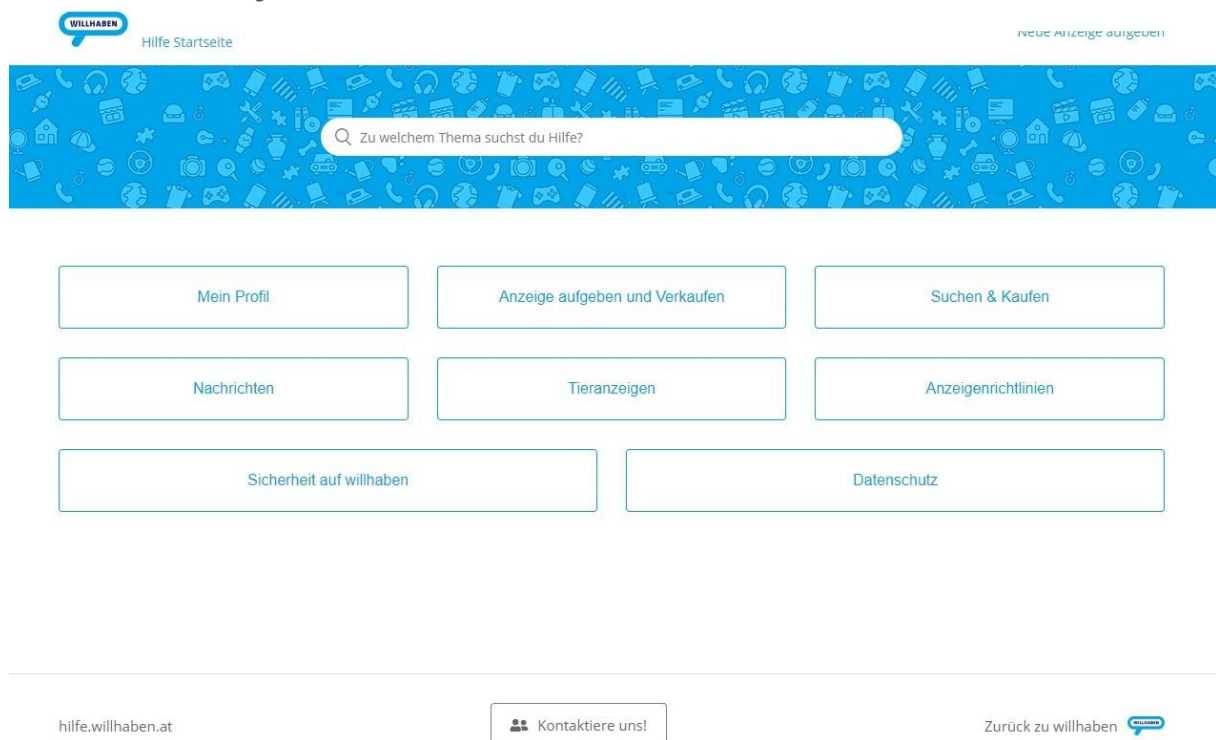 WILLHABEN
Hilfe Startseite
Neue Anzeige aufgeben
Zu welchem Thema suchst du Hilfe?
Mein Profil
Anzeige aufgeben und Verkaufen
Suchen & Kaufen
Nachrichten
Tieranzeigen
Anzeigenrichtlinien
Sicherheit auf willhaben
Datenschutz
hilfe.willhaben.at
Kontaktiere uns!
Zurück zu willhaben
WILLHABEN